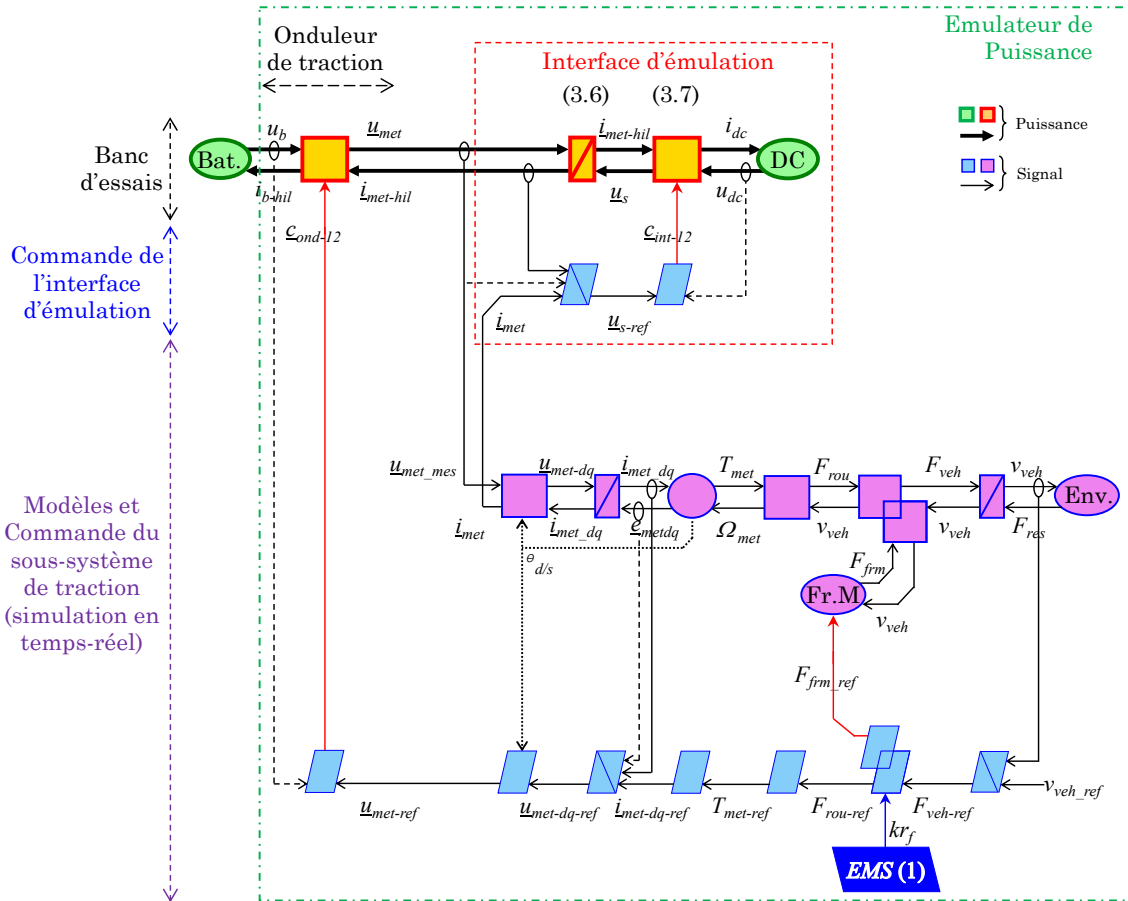 Emulateur de
Puissance
Onduleur
de traction
Interface d'émulation
(3.6) (3.7)
Puissance
Signal
Banc
d'essais
Bat.
u_b
u_met
i_met-hil
i_dc
DC
i_b-hil
i_met-hil
u_s
u_dc
c_ond-12
c_int-12
Commande de
l'interface
d'émulation
i_met
u_s-ref
Modèles et
Commande du
sous-système
de traction
(simulation en
temps-réel)
u_met_mes
u_met-dq
i_met_dq
T_met
F_rou
F_veh
v_veh
Env.
i_met
i_met_dq
e_metdq
Ω_met
v_veh
v_veh
F_res
θ_d/s
F_frm
Fr.M
v_veh
F_frm_ref
u_met-ref
u_met-dq-ref
i_met-dq-ref
T_met-ref
F_rou-ref
F_veh-ref
v_veh_ref
kr_f
EMS (1)